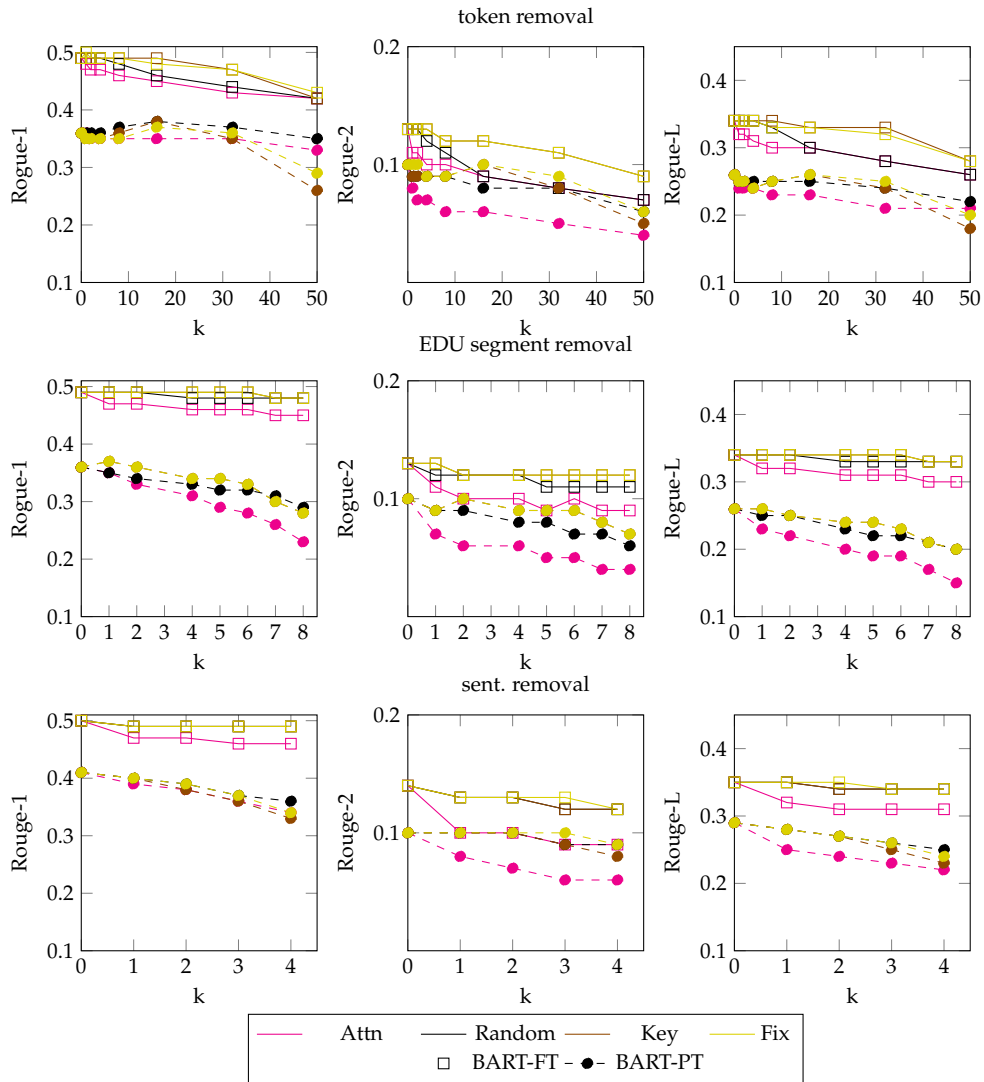 token removal
0.5
0.4
0.3
0.1
Rogue-1
0 10 20 30 40 50
k
0.2
0.1
Rogue-2
0 10 20 30 40 50
k
0.4
0.3
0.2
0.1
Rogue-L
0 10 20 30 40 50
k
EDU segment removal
0.5
0.4
0.3
0.2
0.1
Rogue-1
0 1 2 3 4 5 6 7 8
k
0.2
0.1
Rogue-2
0 1 2 3 4 5 6 7 8
k
0.4
0.3
0.2
0.1
Rogue-L
0 1 2 3 4 5 6 7 8
k
sent. removal
0.5
0.4
0.3
0.2
0.1
Rouge-1
0 1 2 3 4
k
0.2
0.1
Rouge-2
0 1 2 3 4
k
0.4
0.3
0.2
0.1
Rouge-L
0 1 2 3 4
k
Attn Random Key Fix
BART-FT BART-PT